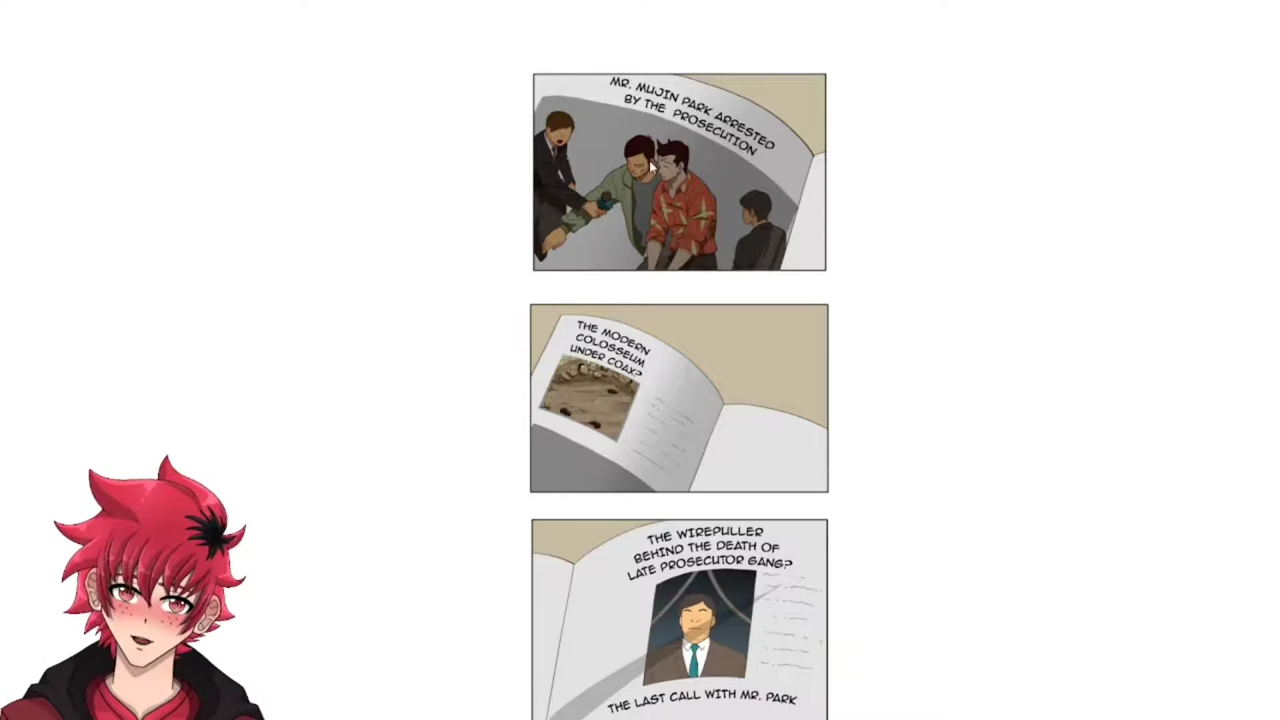 MR. MUJIN PARK ARRESTED
BY THE PROSECUTION
THE MODERN
COLOSSEUM
UNDER COAX?
THE WIREPULLER
BEHIND THE DEATH OF
LATE PROSECUTOR GANG?
THE LAST CALL WITH MR. PARK